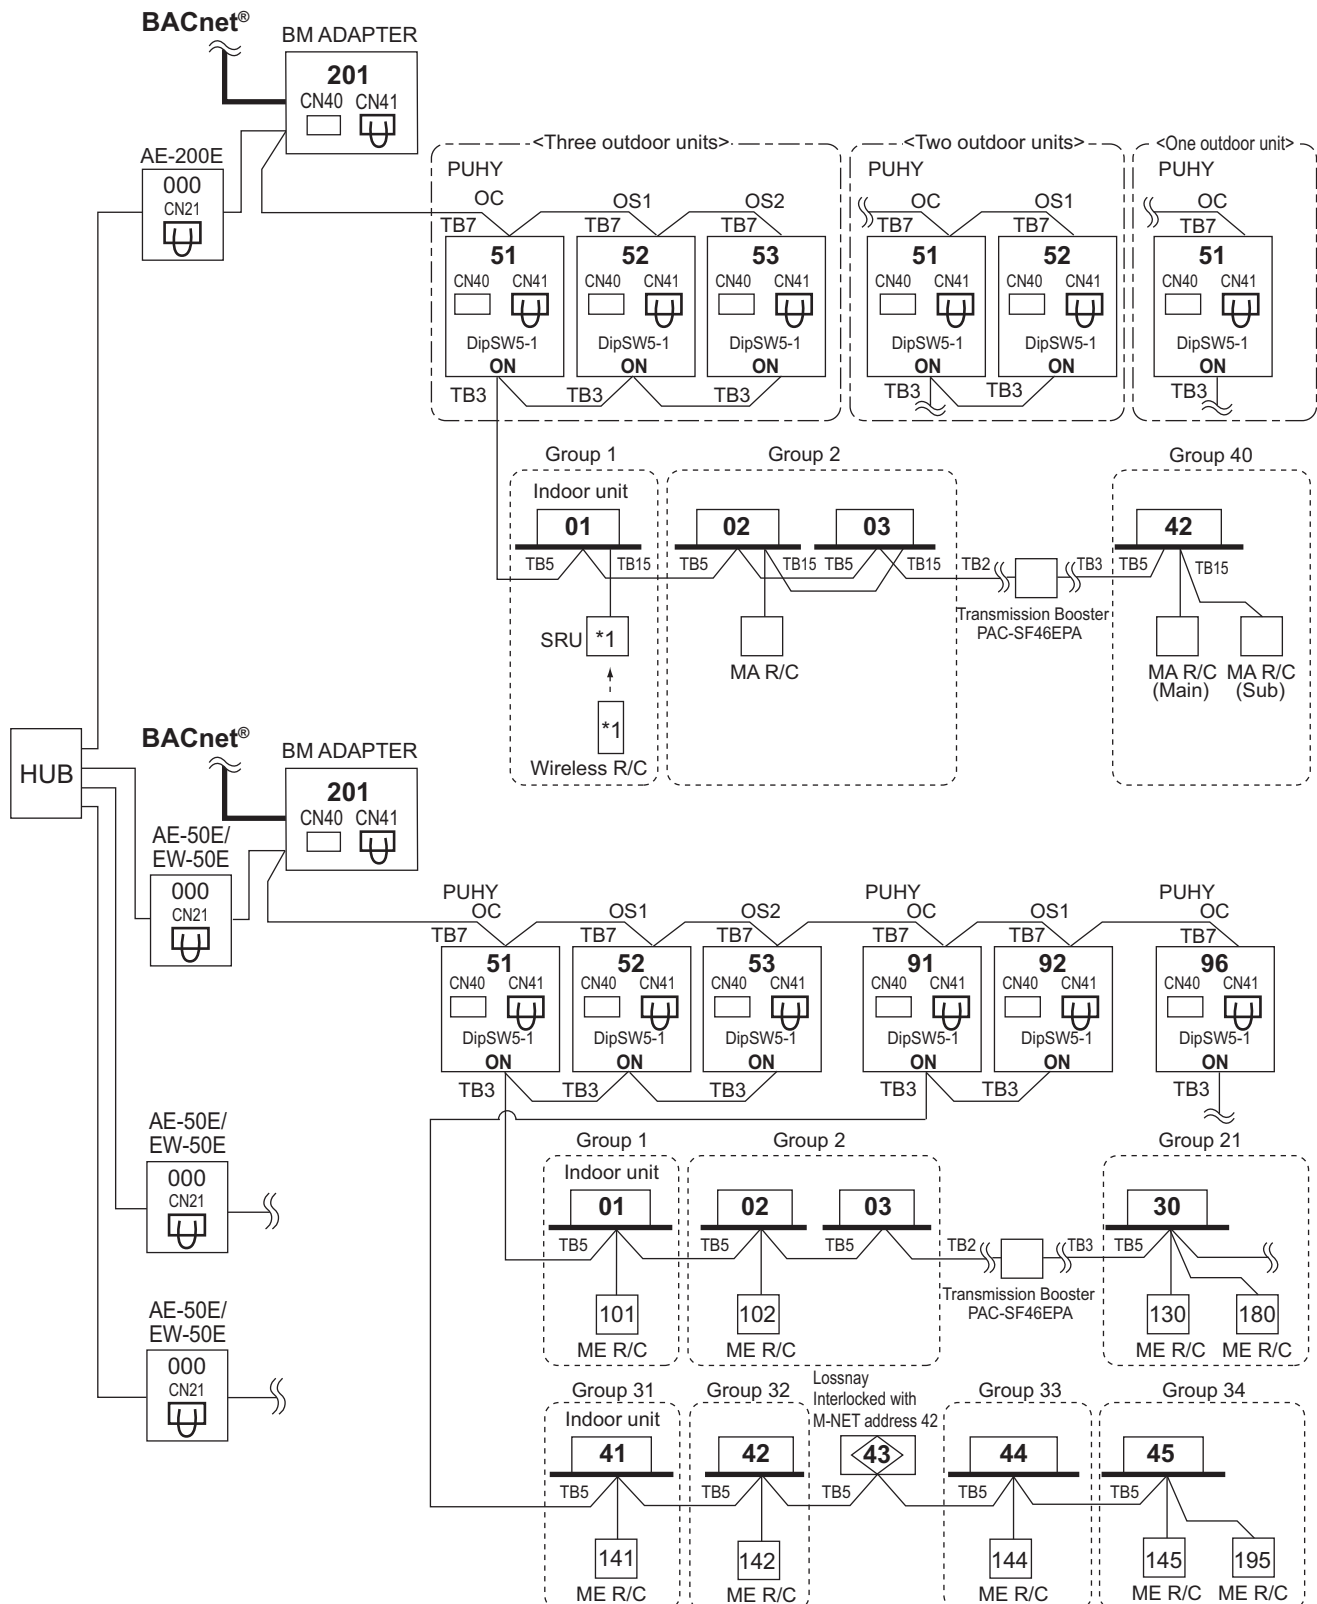 BACnet®
BM ADAPTER
201
CN40 CN41
AE-200E
000
CN21
<Three outdoor units>
PUHY
OC OS1 OS2
TB7 TB7 TB7
51 52 53
CN40 CN41 CN40 CN41 CN40 CN41
DipSW5-1 DipSW5-1 DipSW5-1
ON ON ON
TB3 TB3 TB3
<Two outdoor units>
PUHY
OC OS1
TB7 TB7
51 52
CN40 CN41 CN40 CN41
DipSW5-1 DipSW5-1
ON ON
TB3 TB3
<One outdoor unit>
PUHY
OC
TB7
51
CN40 CN41
DipSW5-1
ON
TB3
Group 1
Indoor unit
01
TB5 TB15
SRU *1
*1
Wireless R/C
Group 2
02 03
TB5 TB15 TB5 TB15
MA R/C
TB2 TB3
Transmission Booster
PAC-SF46EPA
Group 40
42
TB5 TB15
MA R/C
(Main)
MA R/C
(Sub)
HUB
BACnet®
BM ADAPTER
201
CN40 CN41
AE-50E/
EW-50E
000
CN21
PUHY
OC OS1 OS2
TB7 TB7 TB7
51 52 53
CN40 CN41 CN40 CN41 CN40 CN41
DipSW5-1 DipSW5-1 DipSW5-1
ON ON ON
TB3 TB3 TB3
PUHY
OC OS1
TB7 TB7
91 92
CN40 CN41 CN40 CN41
DipSW5-1 DipSW5-1
ON ON
TB3 TB3
PUHY
OC
TB7
96
CN40 CN41
DipSW5-1
ON
TB3
AE-50E/
EW-50E
000
CN21
Group 1
Indoor unit
01
TB5
101
ME R/C
Group 2
02 03
TB5 TB5
102
ME R/C
TB2 TB3
Transmission Booster
PAC-SF46EPA
Group 21
30
TB5
130 180
ME R/C ME R/C
AE-50E/
EW-50E
000
CN21
Group 31
Indoor unit
41
TB5
141
ME R/C
Group 32
42
TB5
142
ME R/C
Lossnay
Interlocked with
M-NET address 42
43
TB5
Group 33
44
TB5
144
ME R/C
Group 34
45
TB5
145 195
ME R/C ME R/C